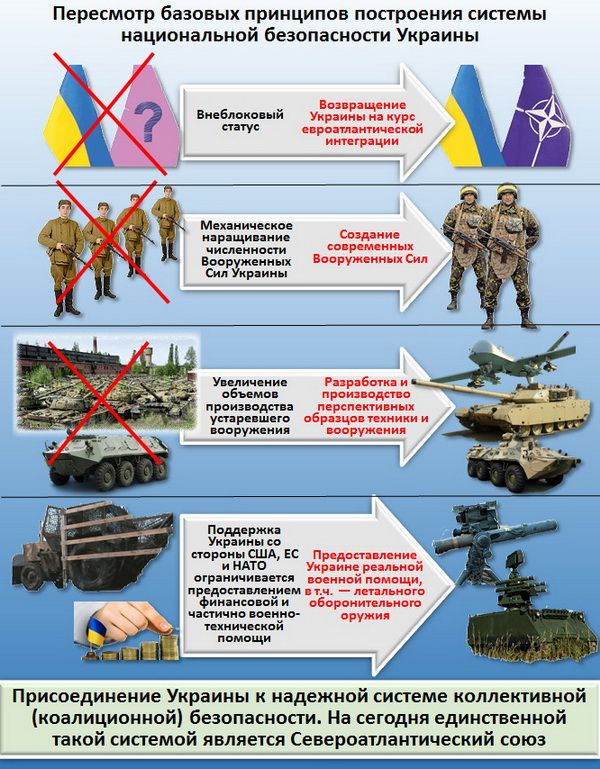 Пересмотр базовых принципов построения системы
национальной безопасности Украины
?
Внеблоковый
статус
Возвращение
Украины на курс
евроатлантической
интеграции
Механическое
наращивание
численности
Вооруженных
Сил Украины
Создание
современных
Вооруженных Сил
Увеличение
объемов
производства
устаревшего
вооружения
Разработка и
производство
перспективных
образцов техники и
вооружения
Поддержка
Украины со
стороны США, ЕС
и НАТО
ограничивается
предоставлением
финансовой и
частично военно-
технической
помощи
Предоставление
Украине реальной
военной помощи,
в т.ч. — летального
оборонительного
оружия
Присоединение Украины к надежной системе коллективной
(коалиционной) безопасности. На сегодня единственной
такой системой является Североатлантический союз